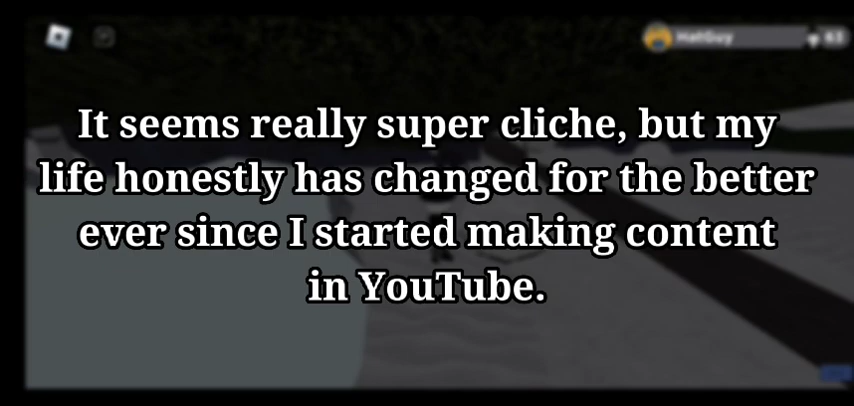 HatGuy
It seems really super cliche, but my
life honestly has changed for the better
ever since I started making content
in YouTube.